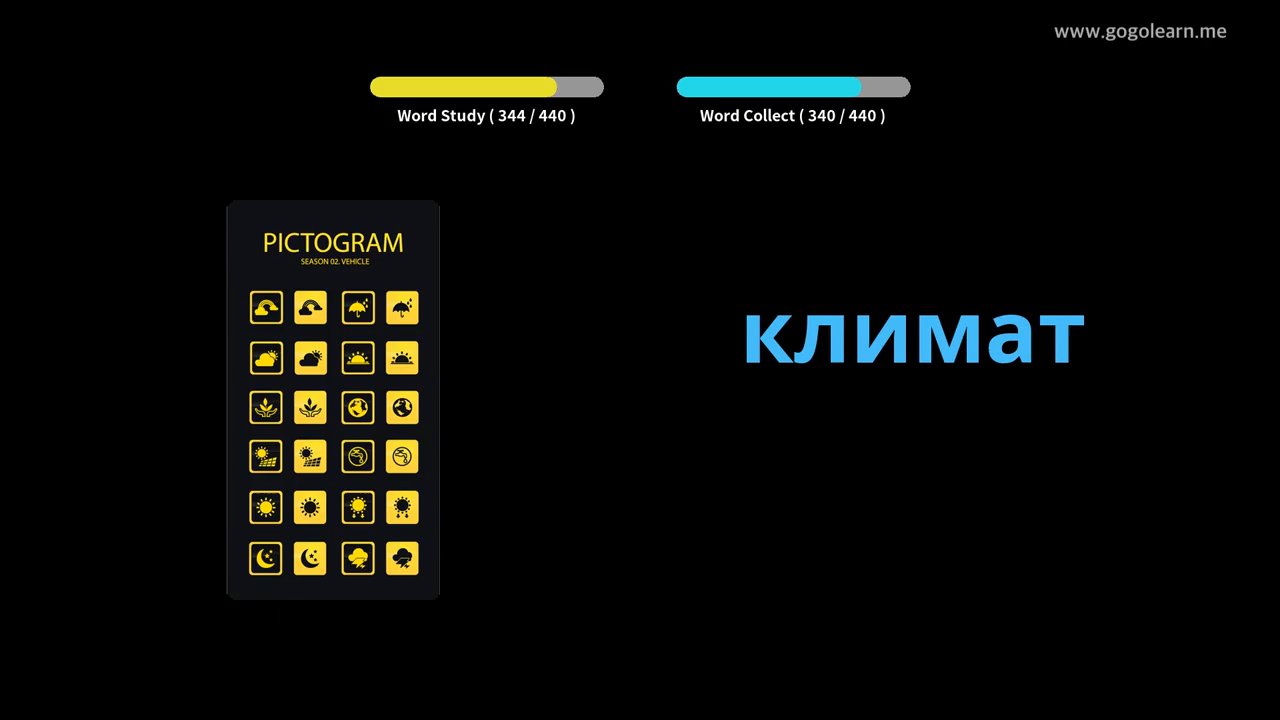 www.gogolearn.me
Word Study ( 344 / 440 )
Word Collect ( 340 / 440 )
PICTOGRAM
SEASON 02. VEHICLE
климат